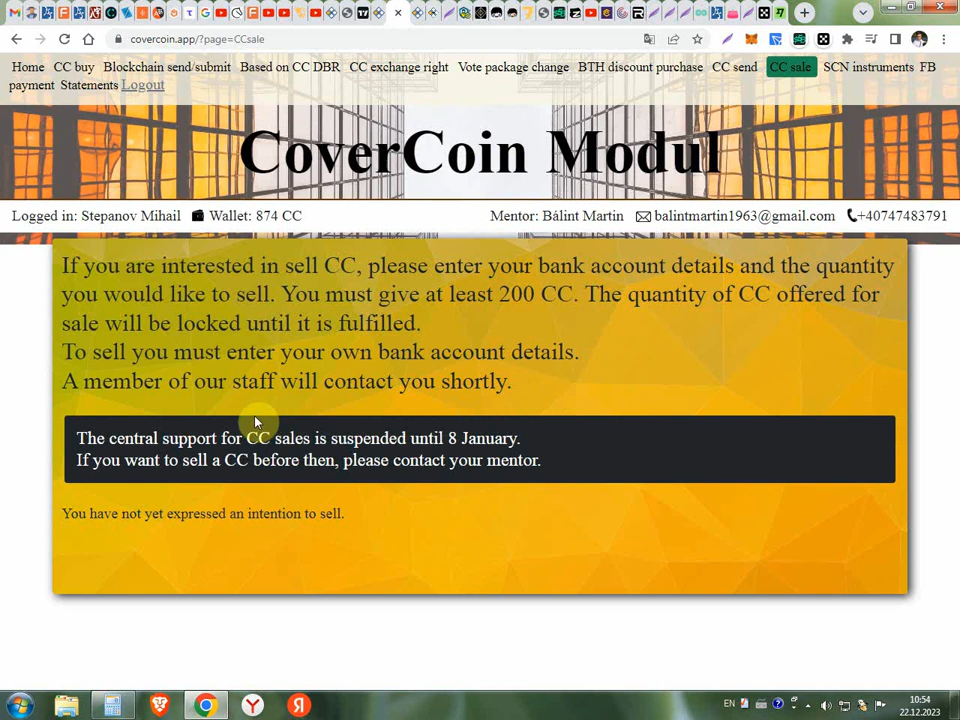 covercoin.app/?page=CCsale
Home CC buy Blockchain send/submit Based on CC DBR CC exchange right Vote package change BTH discount purchase CC send CC sale SCN instruments FB
payment Statements Logout
CoverCoin Modul
Logged in: Stepanov Mihail Wallet: 874 CC Mentor: Bálint Martin balintmartin1963@gmail.com +40747483791
If you are interested in sell CC, please enter your bank account details and the quantity
you would like to sell. You must give at least 200 CC. The quantity of CC offered for
sale will be locked until it is fulfilled.
To sell you must enter your own bank account details.
A member of our staff will contact you shortly.
The central support for CC sales is suspended until 8 January.
If you want to sell a CC before then, please contact your mentor.
You have not yet expressed an intention to sell.
EN
10:54
22.12.2023